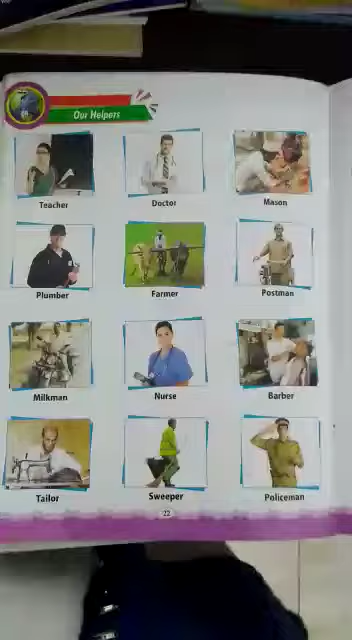 Our Helpers
Teacher
Doctor
Mason
Plumber
Farmer
Postman
Milkman
Nurse
Barber
Tailor
Sweeper
Policeman
22